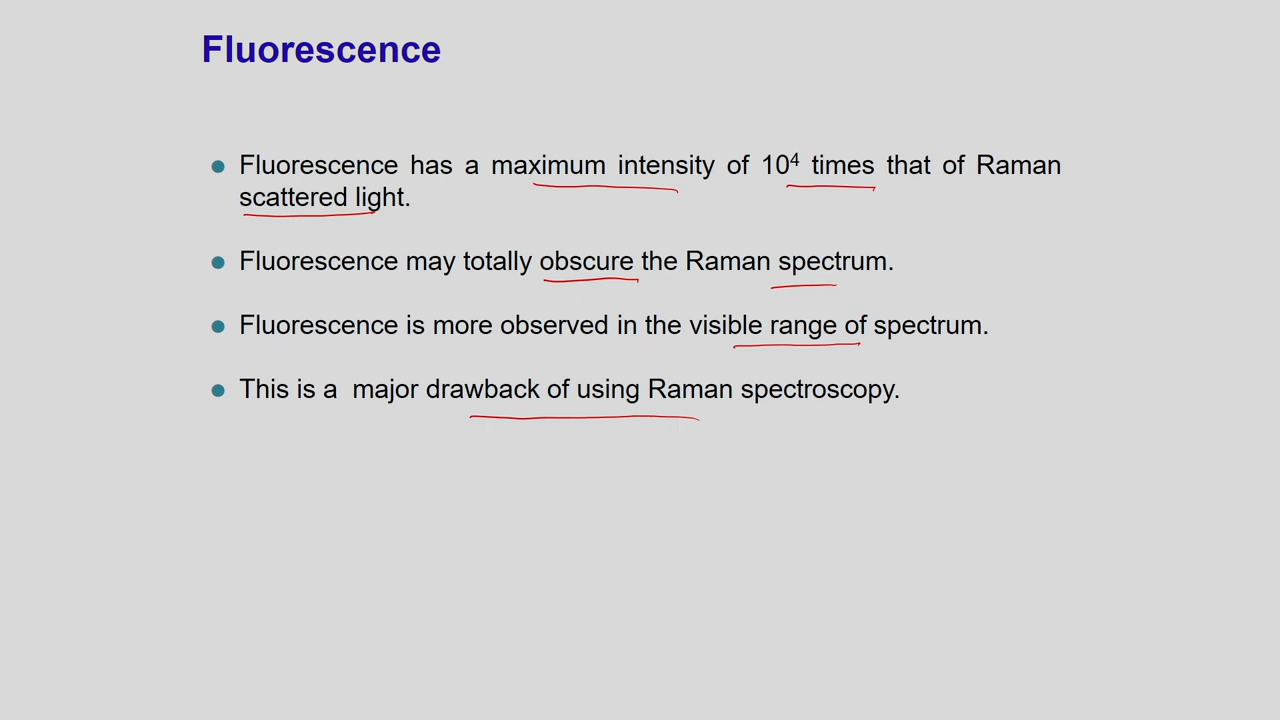 Fluorescence
Fluorescence has a maximum intensity of 10⁴ times that of Raman
scattered light.
Fluorescence may totally obscure the Raman spectrum.
Fluorescence is more observed in the visible range of spectrum.
This is a major drawback of using Raman spectroscopy.